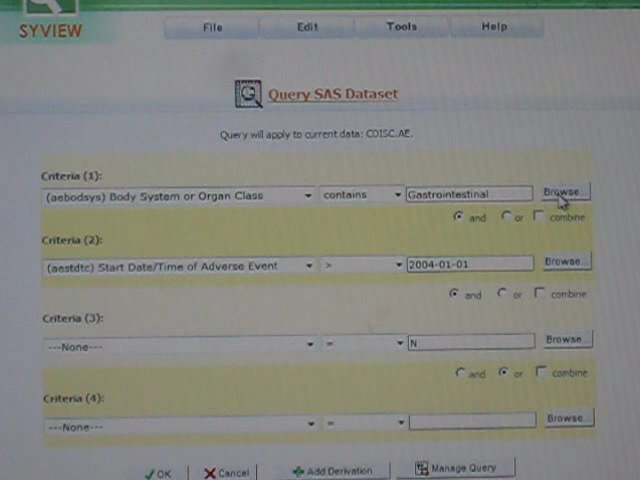 SYVIEW
File Edit Tools Help
Query SAS Dataset
Query will apply to current data: CDISC.AE.
Criteria (1):
(aebodsys) Body System or Organ Class contains Gastrointestinal Browse...
and or combine
Criteria (2):
(aestdtc) Start Date/Time of Adverse Event > 2004-01-01 Browse...
and or combine
Criteria (3):
---None--- = N Browse...
and or combine
Criteria (4):
---None--- = Browse...
OK Cancel Add Derivation Manage Query